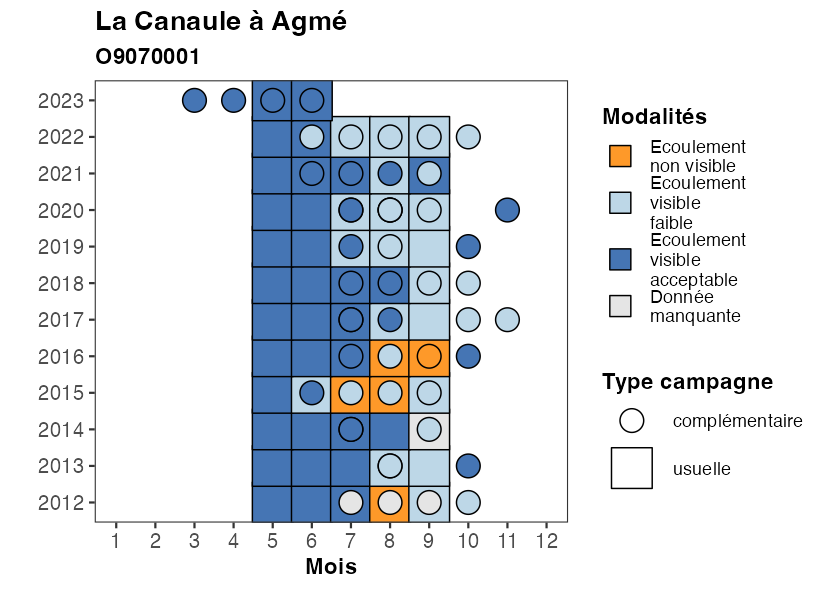 La Canaule à Agmé
O9070001
2023
2022
2021
2020
2019
2018
2017
2016
2015
2014
2013
2012
1 2 3 4 5 6 7 8 9 10 11 12
Mois
Modalités
Ecoulement
non visible
Ecoulement
visible
faible
Ecoulement
visible
acceptable
Donnée
manquante
Type campagne
complémentaire
usuelle